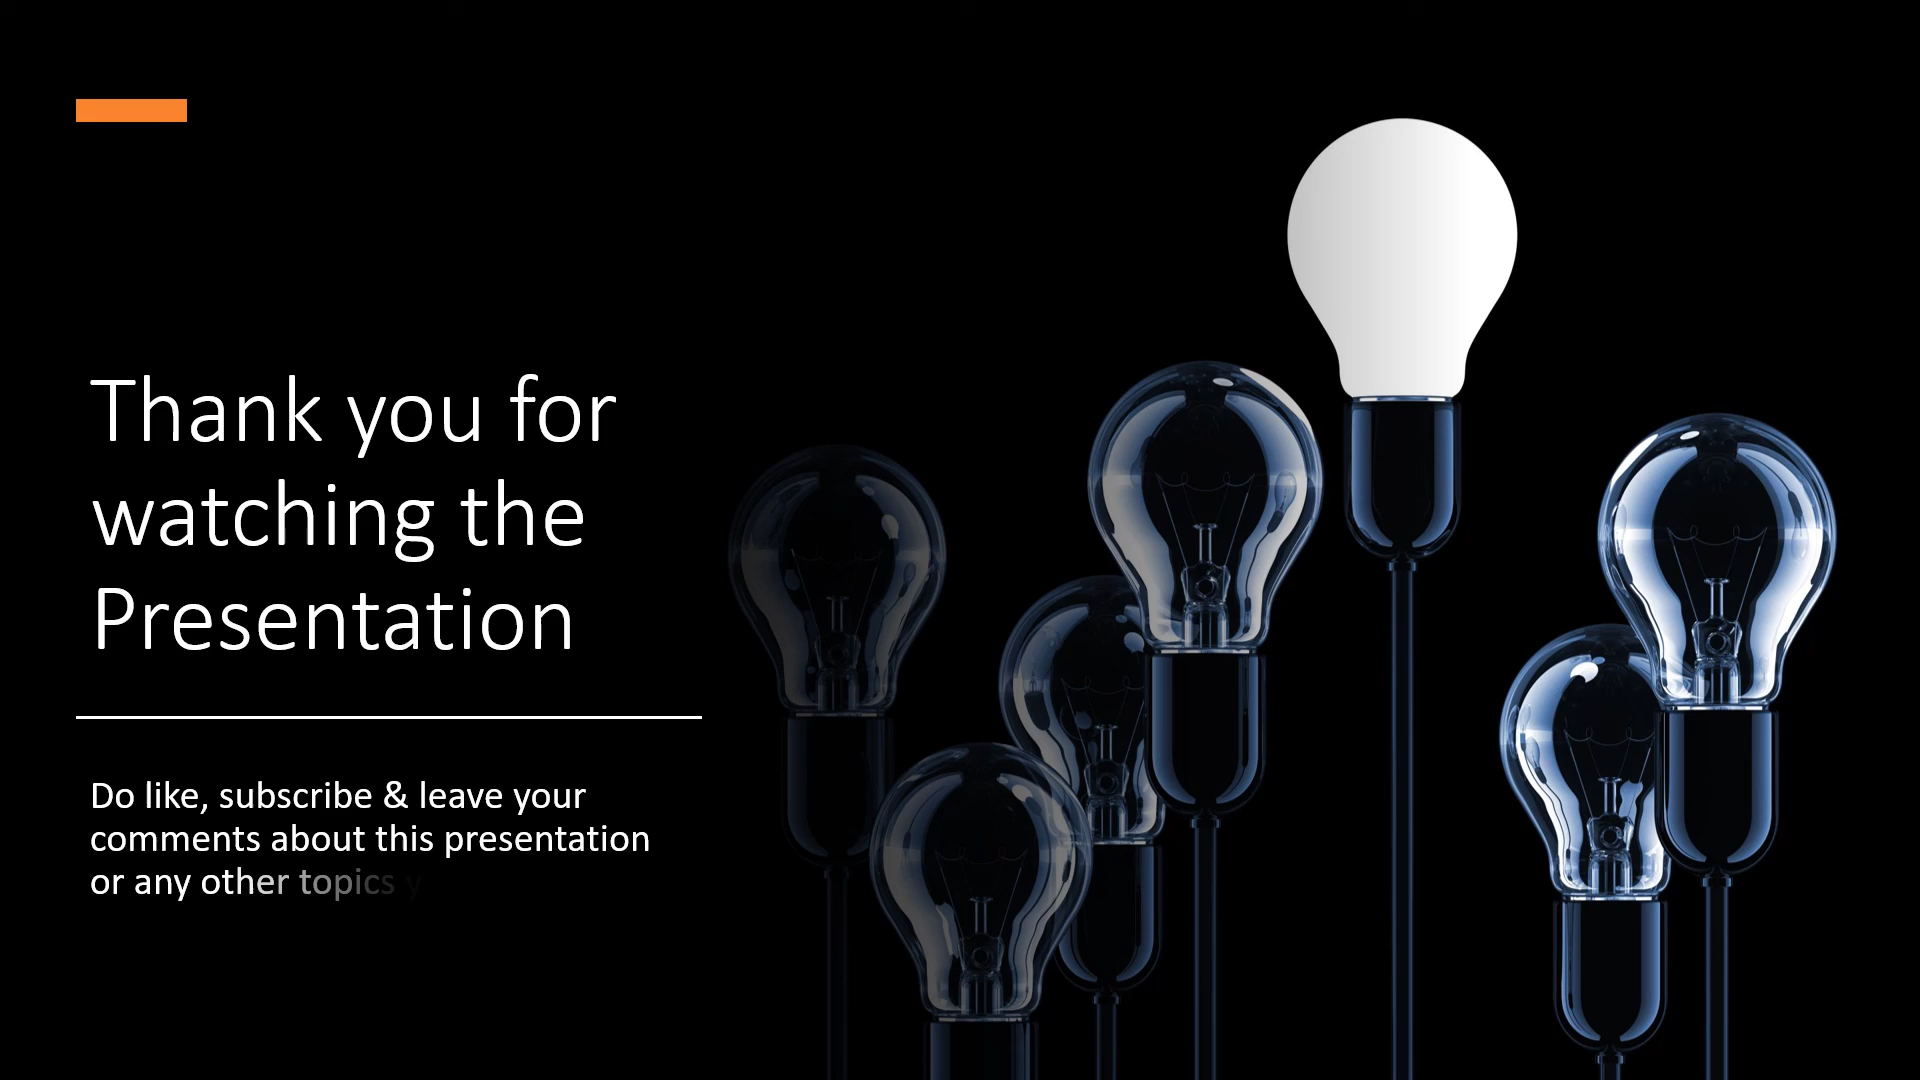 Thank you for
watching the
Presentation
Do like, subscribe & leave your
comments about this presentation
or any other topics y